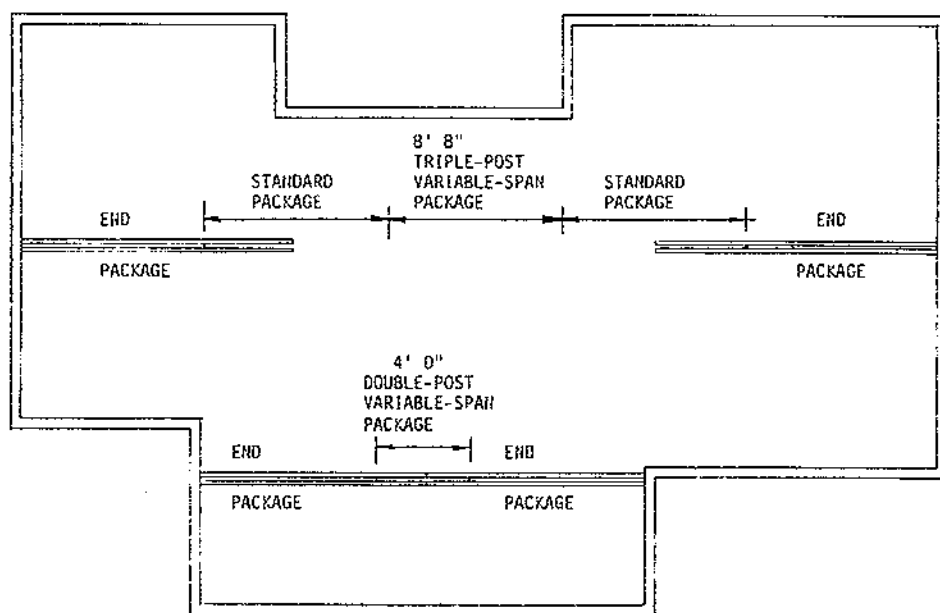 8' 8"
TRIPLE-POST
VARIABLE-SPAN
PACKAGE
STANDARD
PACKAGE
STANDARD
PACKAGE
END
PACKAGE
END
PACKAGE
4' 0"
DOUBLE-POST
VARIABLE-SPAN
PACKAGE
END
PACKAGE
END
PACKAGE